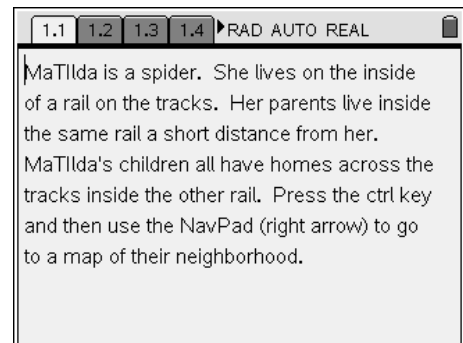 1.1 1.2 1.3 1.4 RAD AUTO REAL
MaTIlda is a spider. She lives on the inside
of a rail on the tracks. Her parents live inside
the same rail a short distance from her.
MaTIlda's children all have homes across the
tracks inside the other rail. Press the ctrl key
and then use the NavPad (right arrow) to go
to a map of their neighborhood.